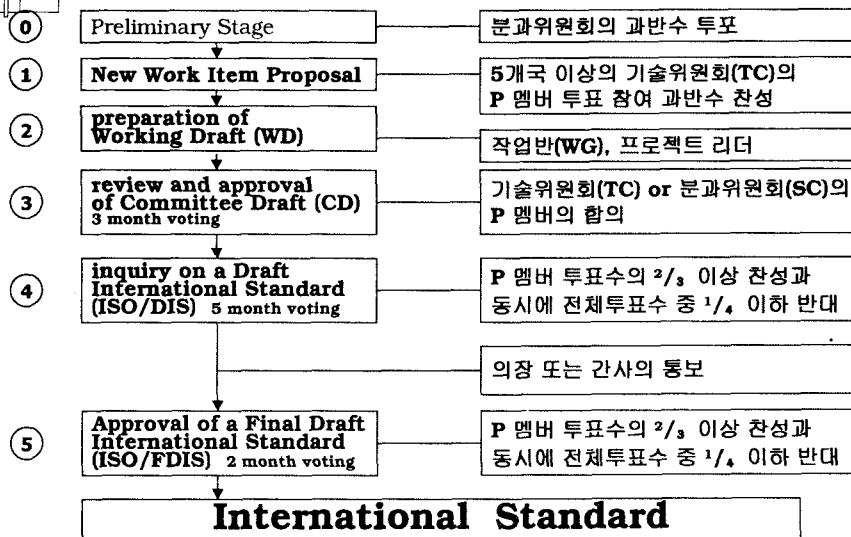 0 Preliminary Stage 분과위원회의 과반수 투포
1 New Work Item Proposal 5개국 이상의 기술위원회(TC)의
P 멤버 투표 참여 과반수 찬성
2 preparation of
Working Draft (WD) 작업반(WG), 프로젝트 리더
3 review and approval 기술위원회(TC) or 분과위원회(SC)의
of Committee Draft (CD) P 멤버의 합의
3 month voting
4 inquiry on a Draft P 멤버 투표수의 2/3 이상 찬성과
International Standard 동시에 전체투표수 중 1/4 이하 반대
(ISO/DIS) 5 month voting
의장 또는 간사의 통보
5 Approval of a Final Draft P 멤버 투표수의 2/3 이상 찬성과
International Standard 동시에 전체투표수 중 1/4 이하 반대
(ISO/FDIS) 2 month voting
International Standard